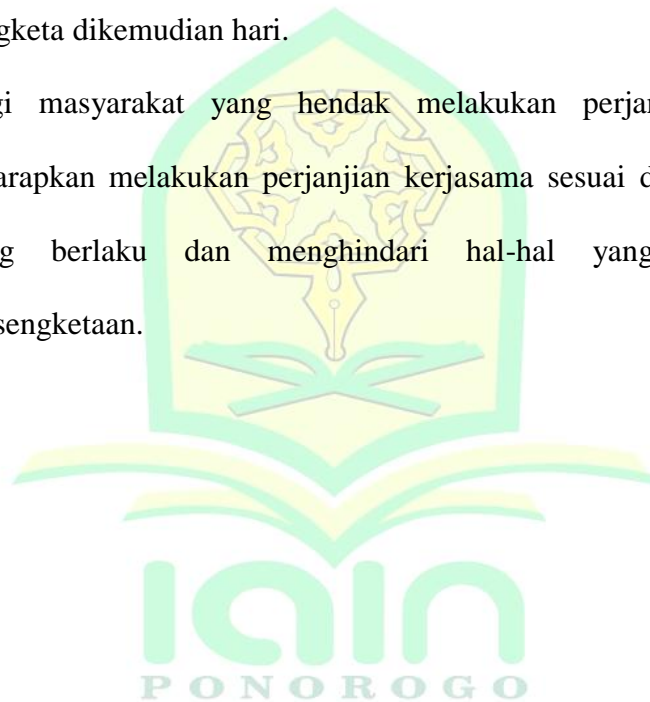 gketa dikemudian hari.
gi masyarakat yang hendak melakukan perjan
arapkan melakukan perjanjian kerjasama sesuai d
g berlaku dan menghindari hal-hal yang
sengketaan.
IAIN
PONOROGO